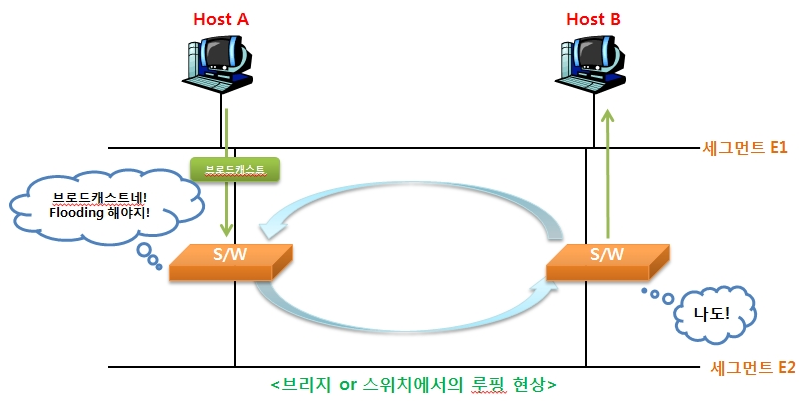 Host A
Host B
세그먼트 E1
브로드캐스트
브로드캐스트네!
Flooding 해야지!
S/W
S/W
나도!
세그먼트 E2
<브리지 or 스위치에서의 루핑 현상>